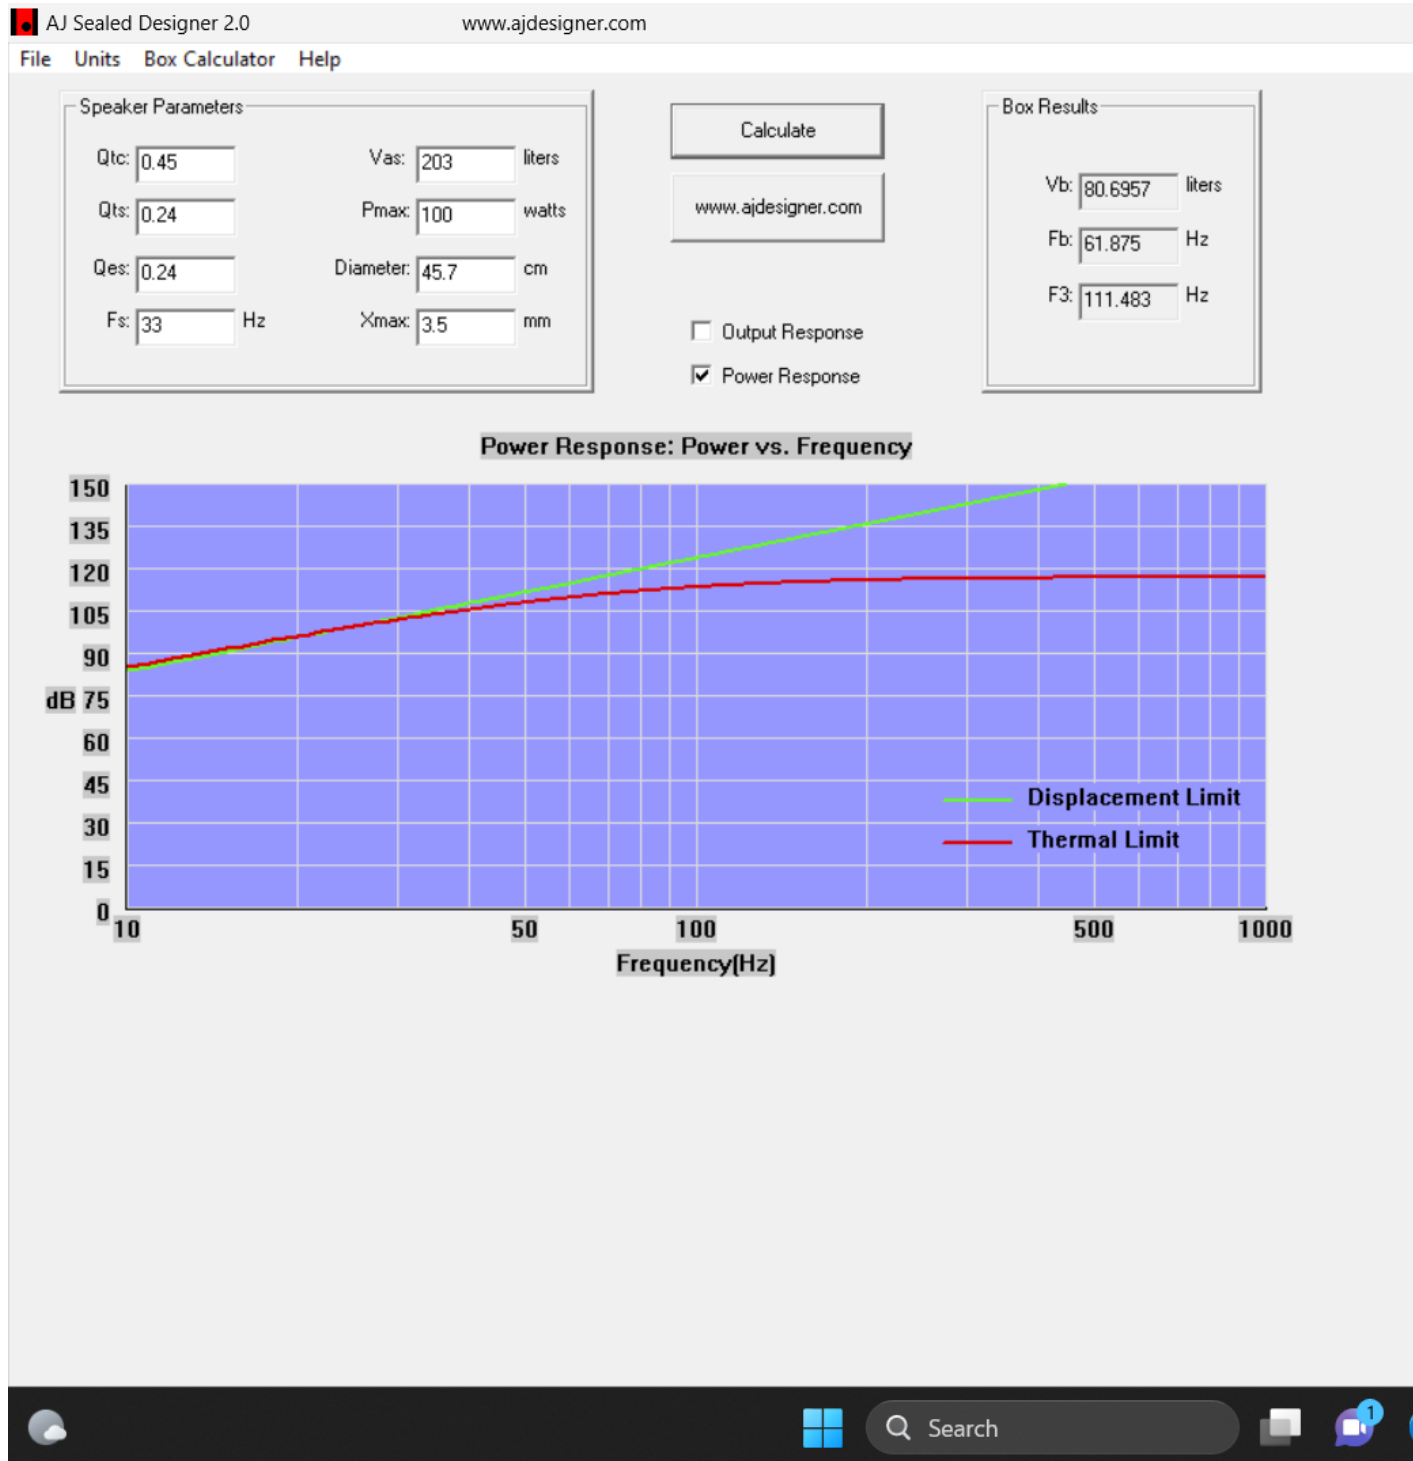 AJ Sealed Designer 2.0 www.ajdesigner.com
File Units Box Calculator Help
Speaker Parameters
Qtc: 0.45 Vas: 203 liters
Qts: 0.24 Pmax: 100 watts
Qes: 0.24 Diameter: 45.7 cm
Fs: 33 Hz Xmax: 3.5 mm
Calculate
www.ajdesigner.com
Output Response
Power Response
Box Results
Vb: 80.6957 liters
Fb: 61.875 Hz
F3: 111.483 Hz
Power Response: Power vs. Frequency
150
135
120
105
90
dB 75
60
45
30
15
0
10 50 100 500 1000
Frequency(Hz)
Displacement Limit
Thermal Limit
Search
1